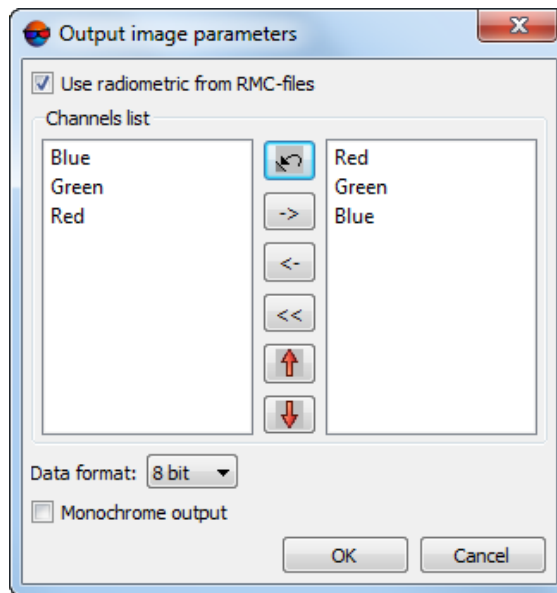 Output image parameters
Use radiometric from RMC-files
Channels list
Blue
Green
Red
->
<-
<<
Red
Green
Blue
Data format: 8 bit
Monochrome output
OK Cancel